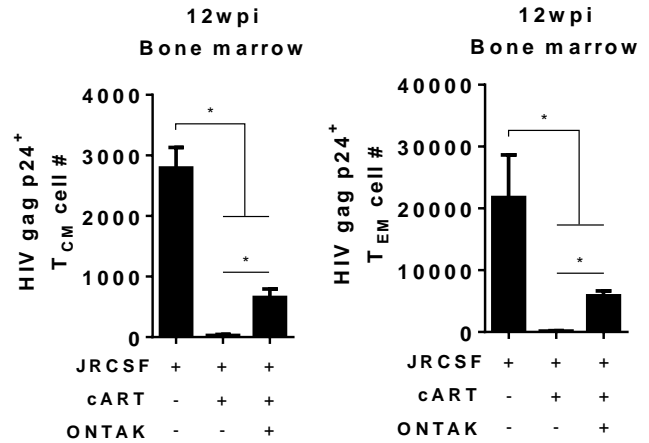 12wpi
Bone marrow
HIV gag p24+
TCM cell #
4000
3000
2000
1000
0
*
*
JRCSF + + +
cART - + +
ONTAK - - +
12wpi
Bone marrow
HIV gag p24+
TEM cell #
40000
30000
20000
10000
0
*
*
JRCSF + + +
cART - + +
ONTAK - - +